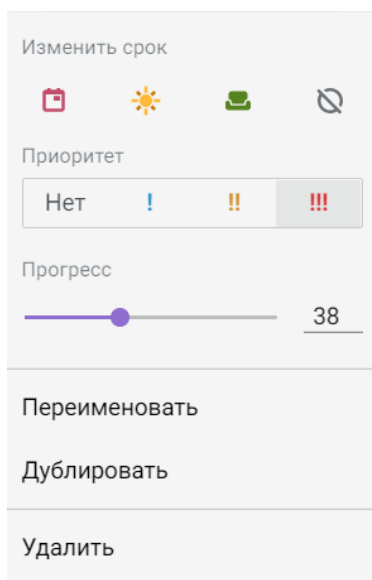 Изменить срок
Приоритет
Нет ! !! !!!
Прогресс
38
Переименовать
Дублировать
Удалить